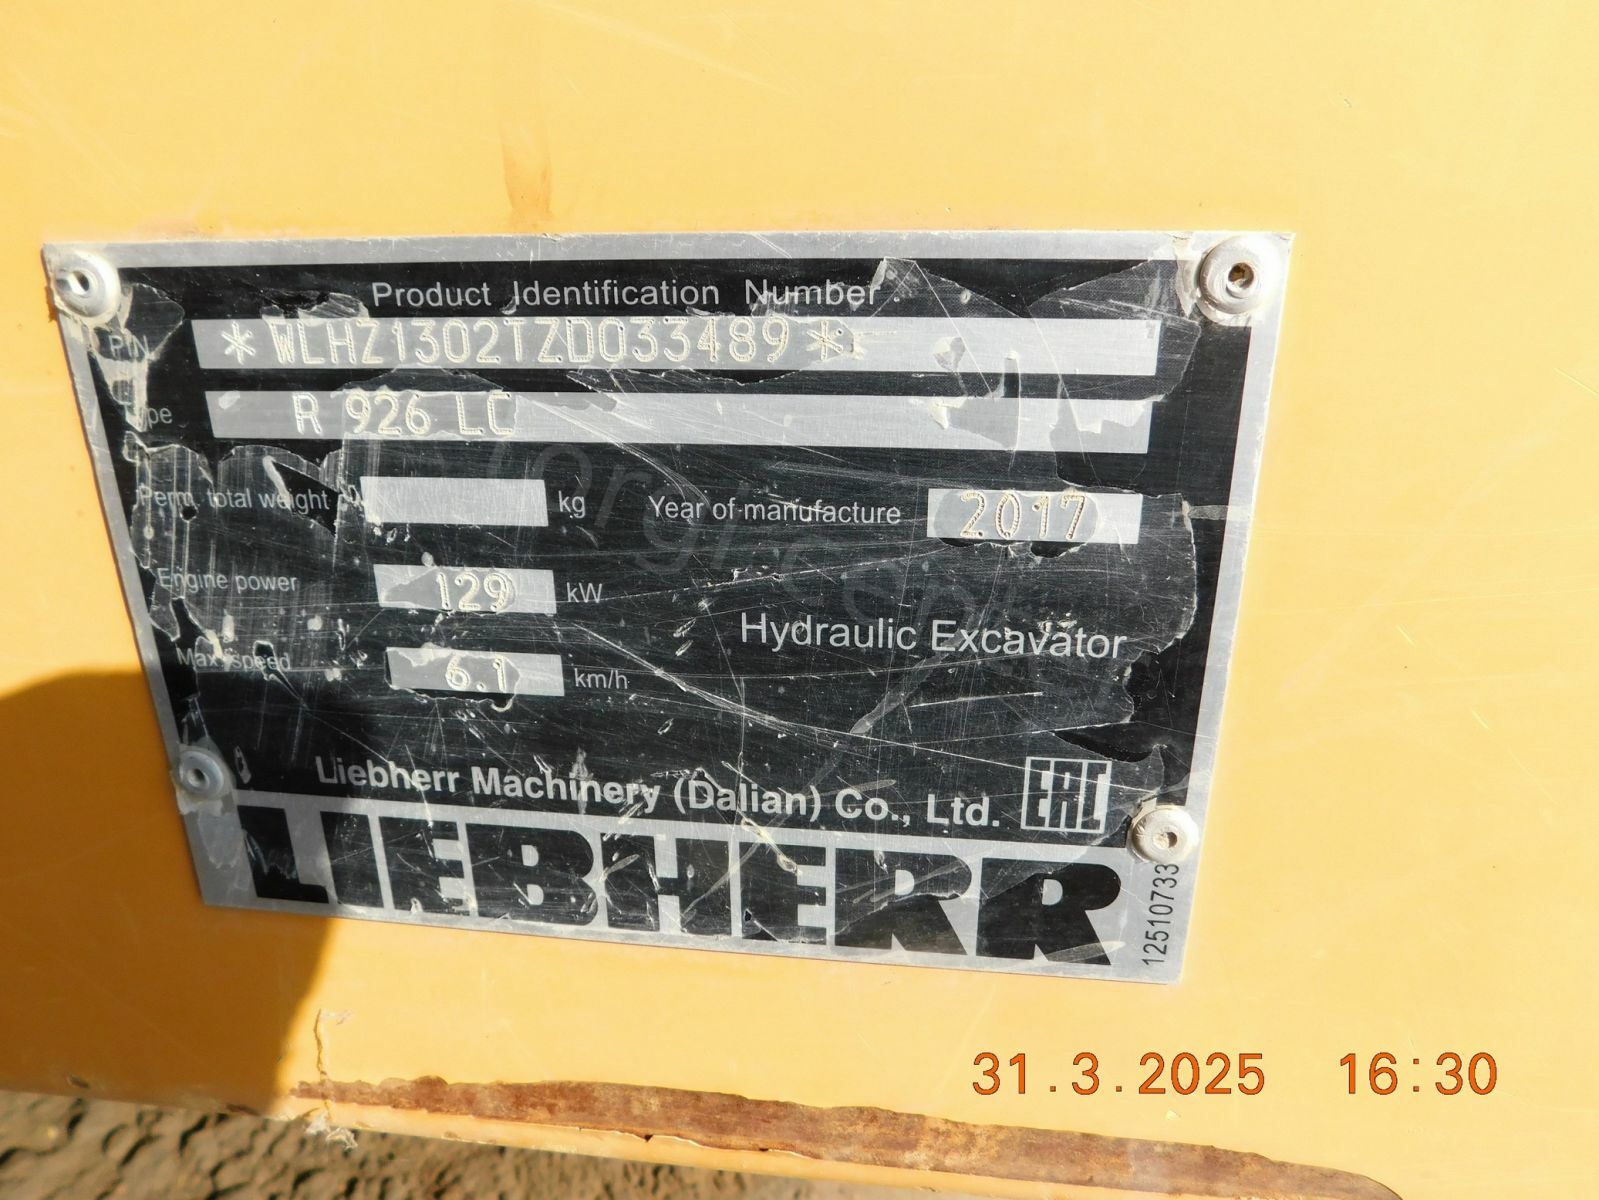 Product Identification Number
PIN *WLHZ1302TZD033489*
Type R 926 LC
Perm. total weight kg Year of manufacture 2017
Engine power 129 kW
Hydraulic Excavator
Max. speed 6.1 km/h
Liebherr Machinery (Dalian) Co., Ltd. EAC
LIEBHERR
12510733
torgi-center
31.3.2025 16:30